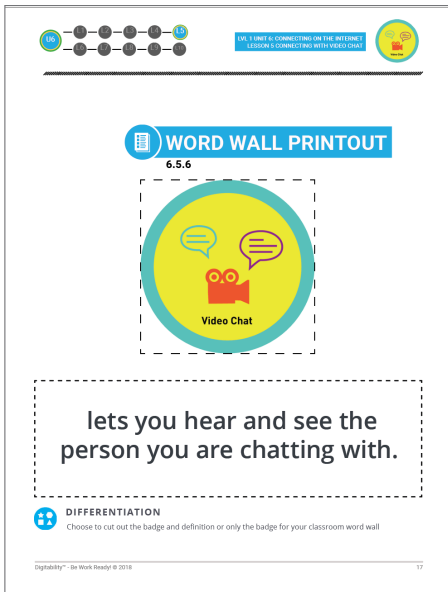 U6
L1
L2
L3
L4
L5
L6
L7
L8
L9
L10
LVL 1 UNIT 6: CONNECTING ON THE INTERNET
LESSON 5 CONNECTING WITH VIDEO CHAT
Video Chat
WORD WALL PRINTOUT
6.5.6
Video Chat
lets you hear and see the
person you are chatting with.
DIFFERENTIATION
Choose to cut out the badge and definition or only the badge for your classroom word wall
Digitability™ - Be Work Ready! © 2018
17